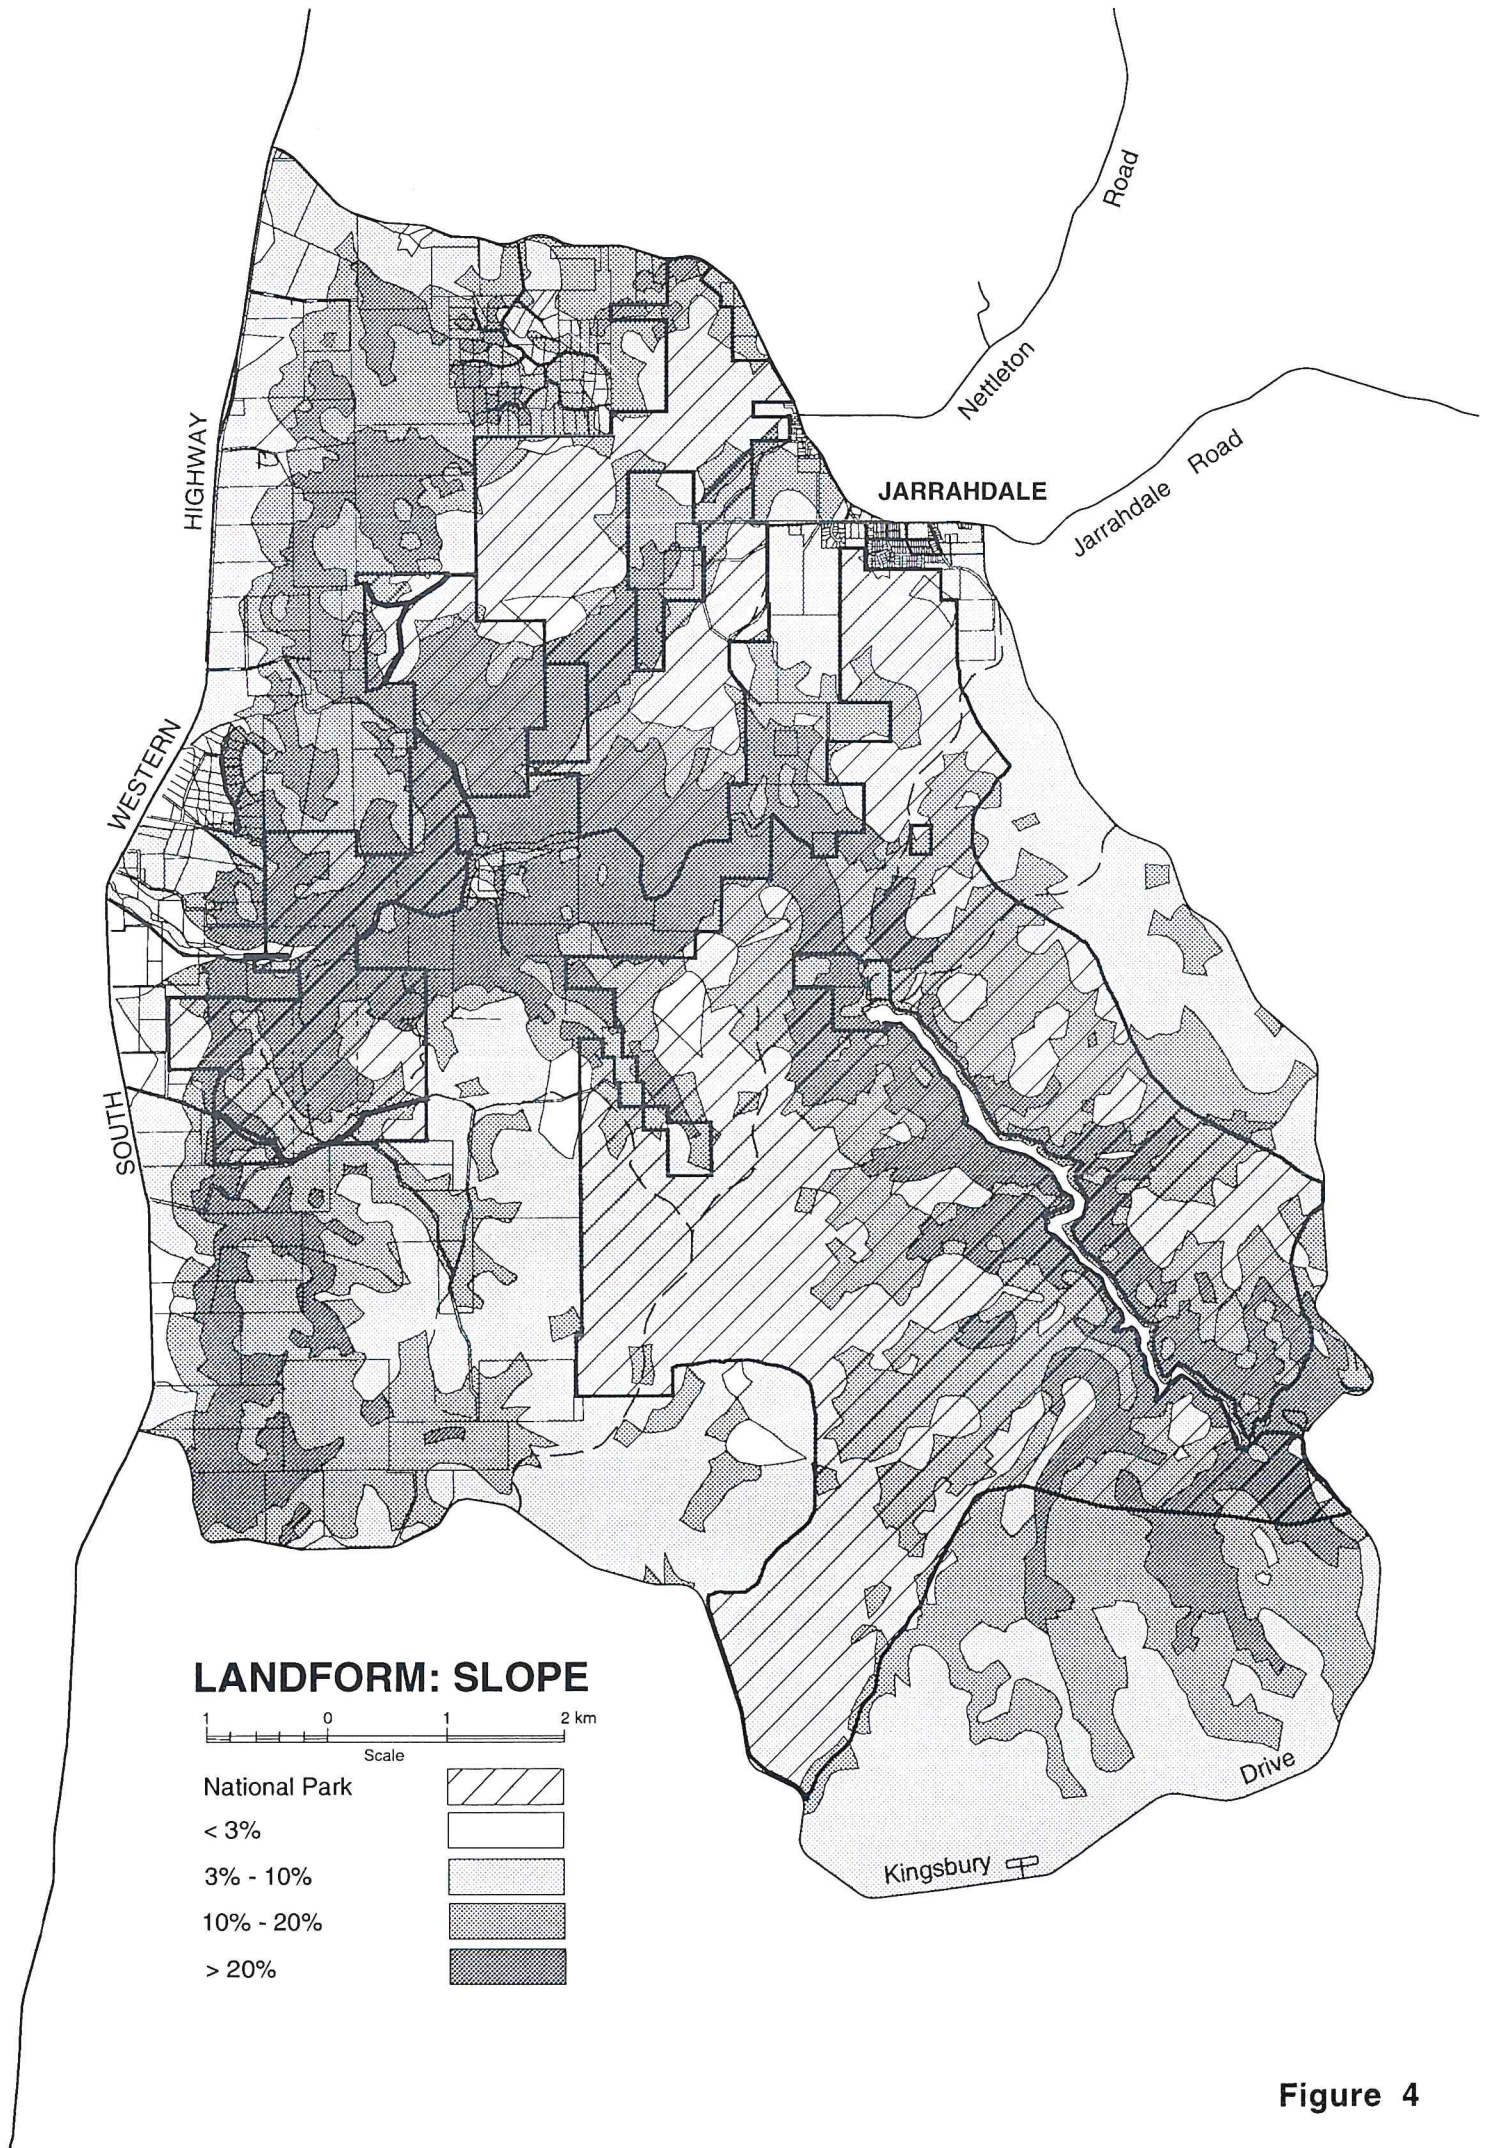 Road
Nettleton
HIGHWAY
JARRAHDALE
Jarrahdale Road
WESTERN
SOUTH
LANDFORM: SLOPE
1 0 1 2 km
Scale
National Park
< 3%
3% - 10%
10% - 20%
> 20%
Drive
Kingsbury
Figure 4